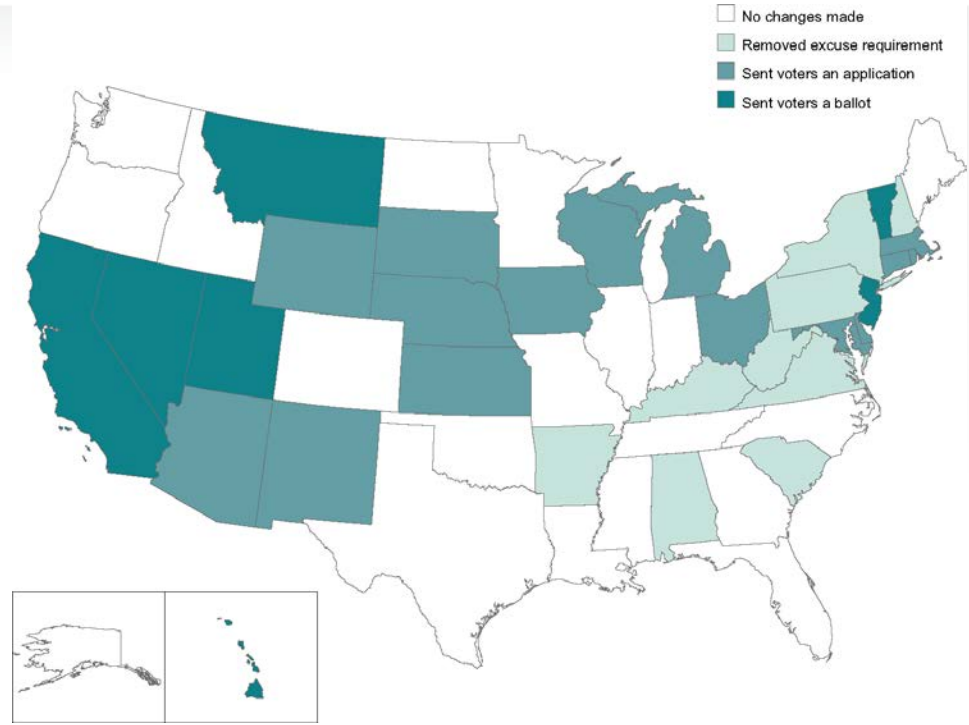 No changes made
Removed excuse requirement
Sent voters an application
Sent voters a ballot